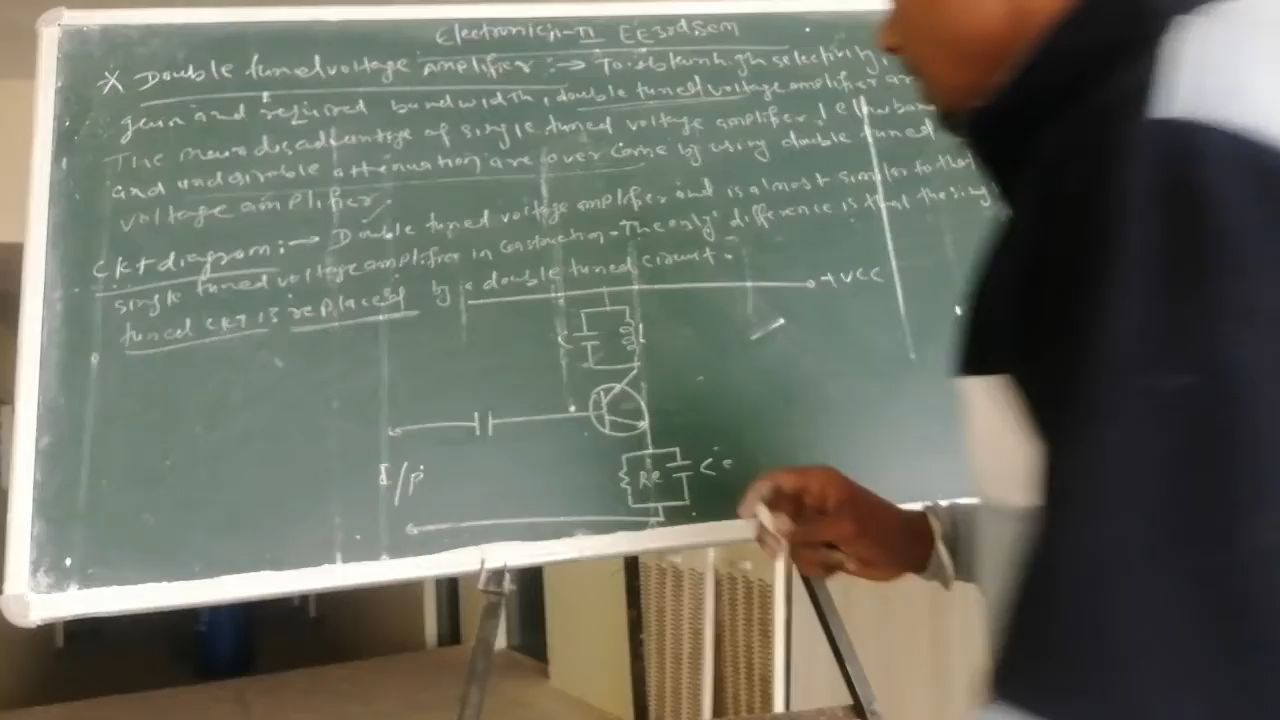 Electronics-II EE 3rd Sem
* Double tuned voltage amplifier :→ To obtain high selectivity,
gain and required bandwidth, double tuned voltage amplifier are
The main disadvantage of single tuned voltage amplifier, i.e.
and undesirable attenuation are over come by using double tuned
voltage amplifier.
Ckt diagram :→ Double tuned voltage amplifier ckt is almost similar to that
single tuned voltage amplifier in construction. The only difference is that the sing
tuned CKT is replaced by a double tuned circuit.
+VCC
C L
I/P
Re Ce